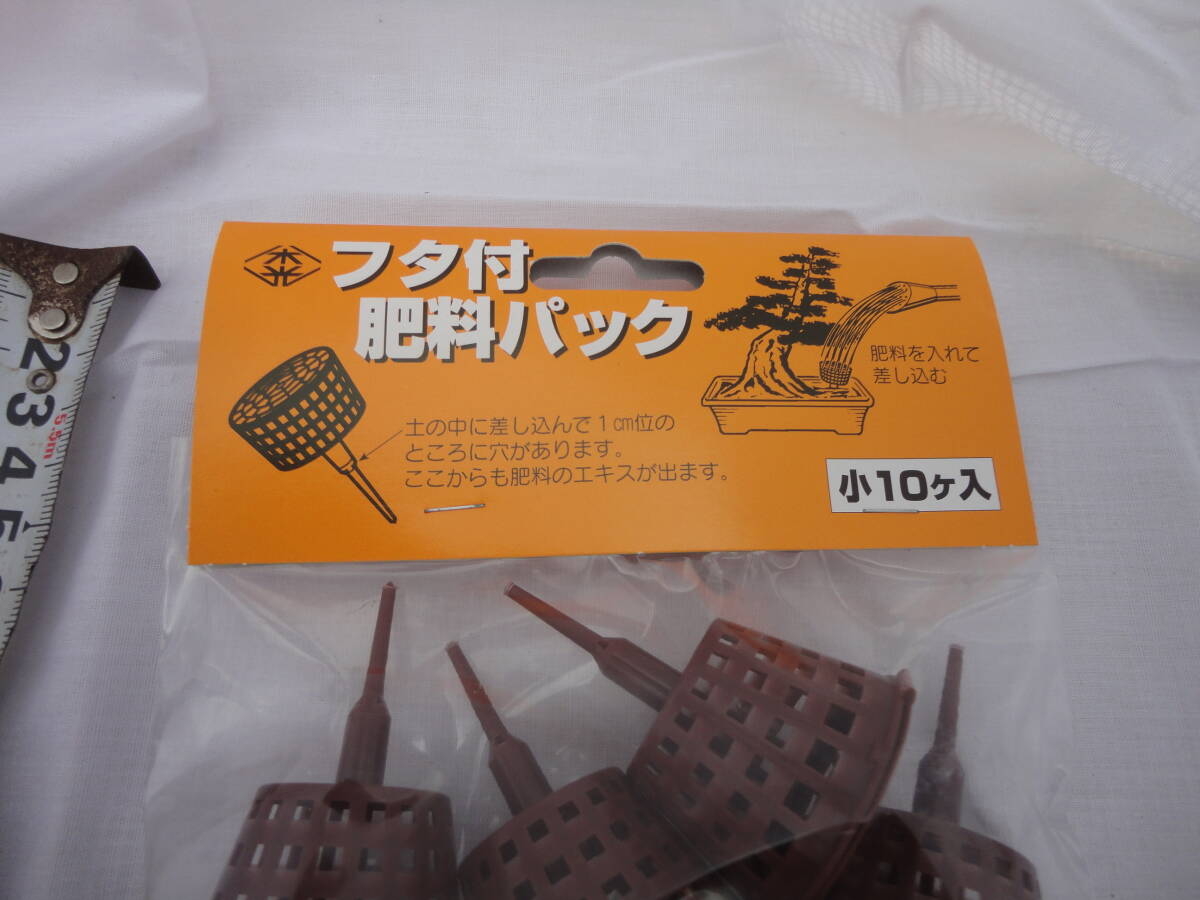 フタ付
肥料パック
肥料を入れて
差し込む
土の中に差し込んで1cm位の
ところに穴があります。
ここからも肥料のエキスが出ます。
小10ヶ入
2
3
5.5m
4
5